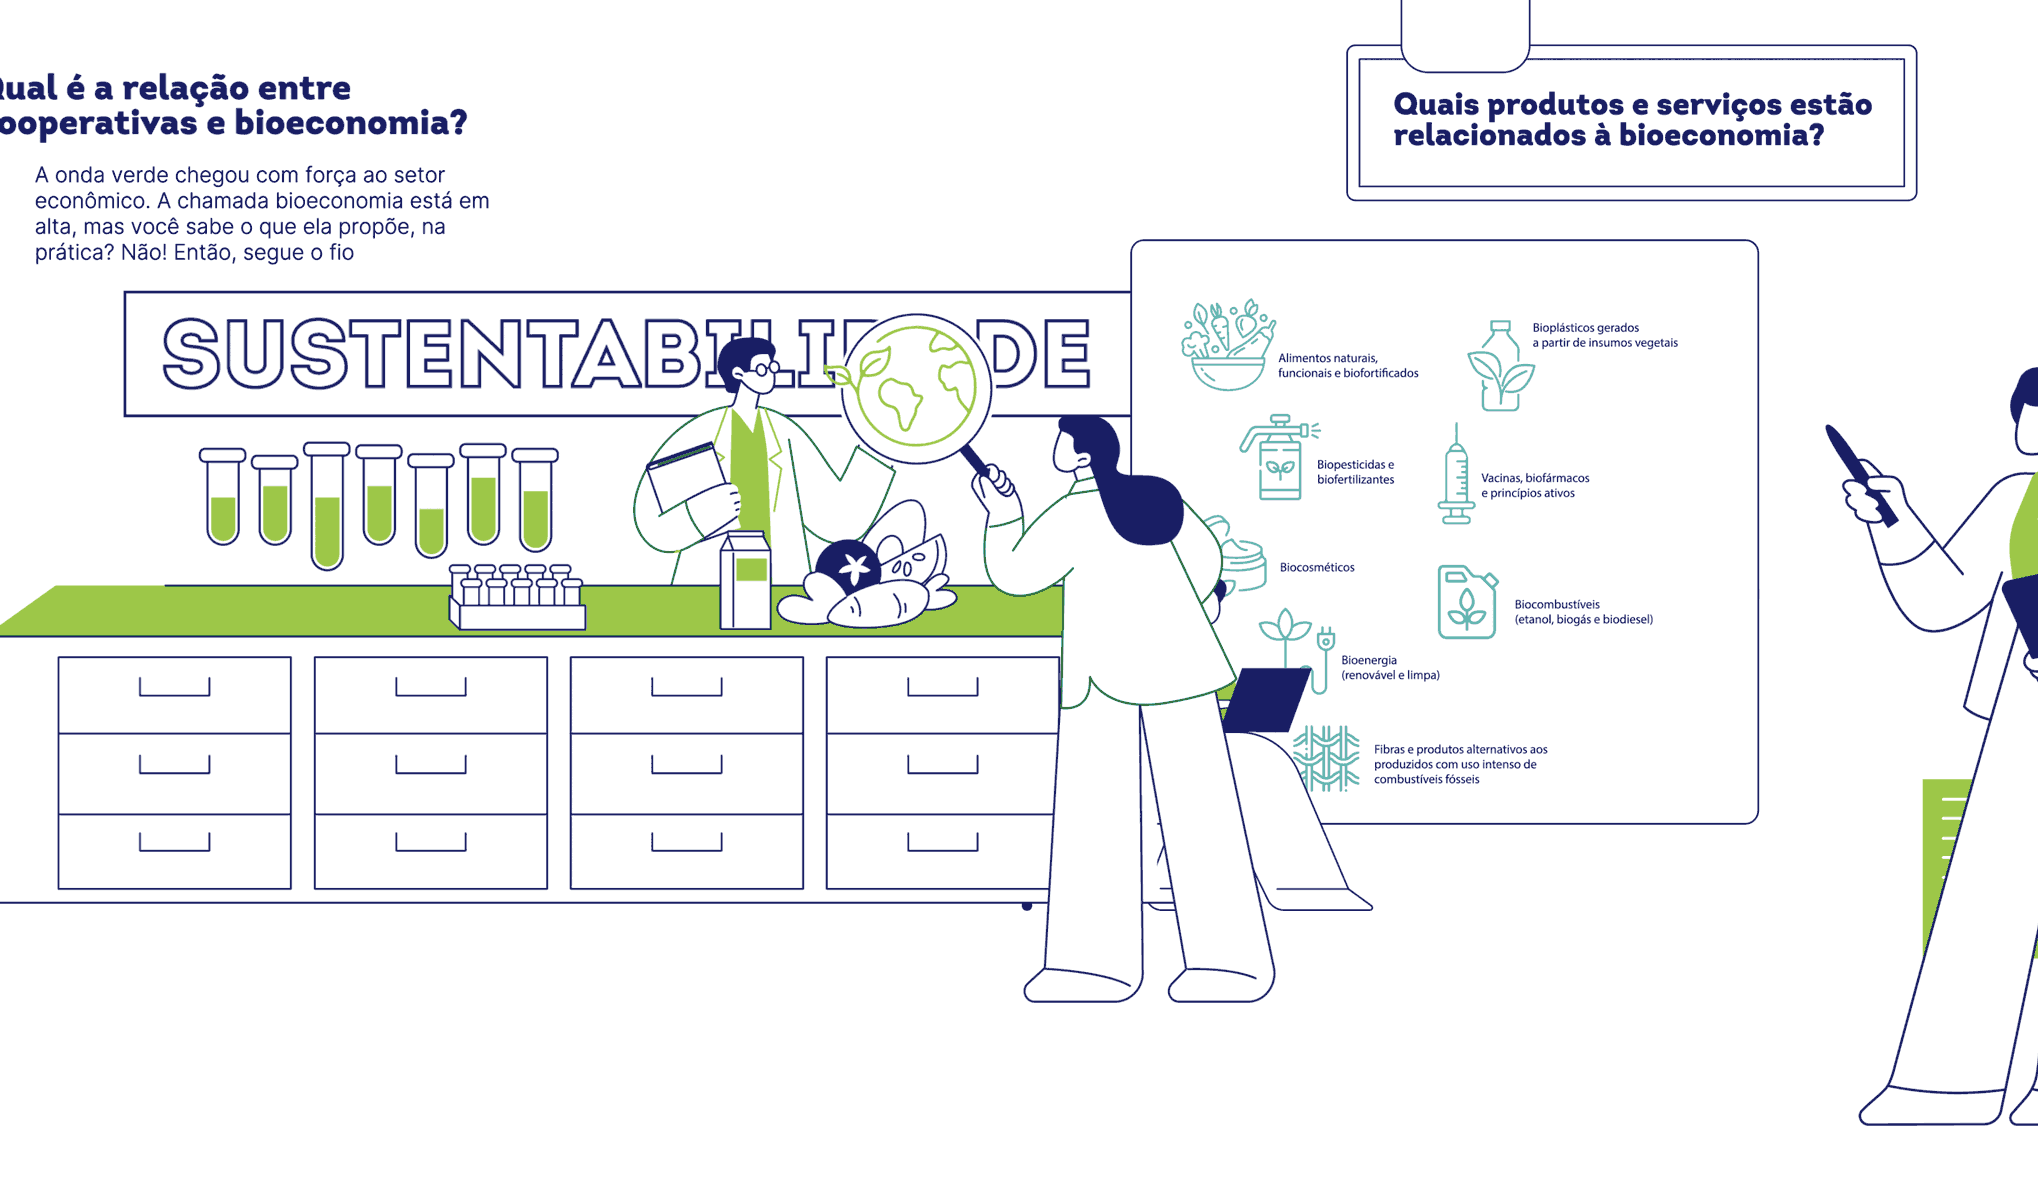 ual é a relação entre
ooperativas e bioeconomia?
A onda verde chegou com força ao setor
econômico. A chamada bioeconomia está em
alta, mas você sabe o que ela propõe, na
prática? Não! Então, segue o fio
SUSTENTABILIDADE
Quais produtos e serviços estão
relacionados à bioeconomia?
Alimentos naturais,
funcionais e biofortificados
Bioplásticos gerados
a partir de insumos vegetais
Biopesticidas e
biofertilizantes
Vacinas, biofármacos
e princípios ativos
Biocosméticos
Biocombustíveis
(etanol, biogás e biodiesel)
Bioenergia
(renovável e limpa)
Fibras e produtos alternativos aos
produzidos com uso intenso de
combustíveis fósseis